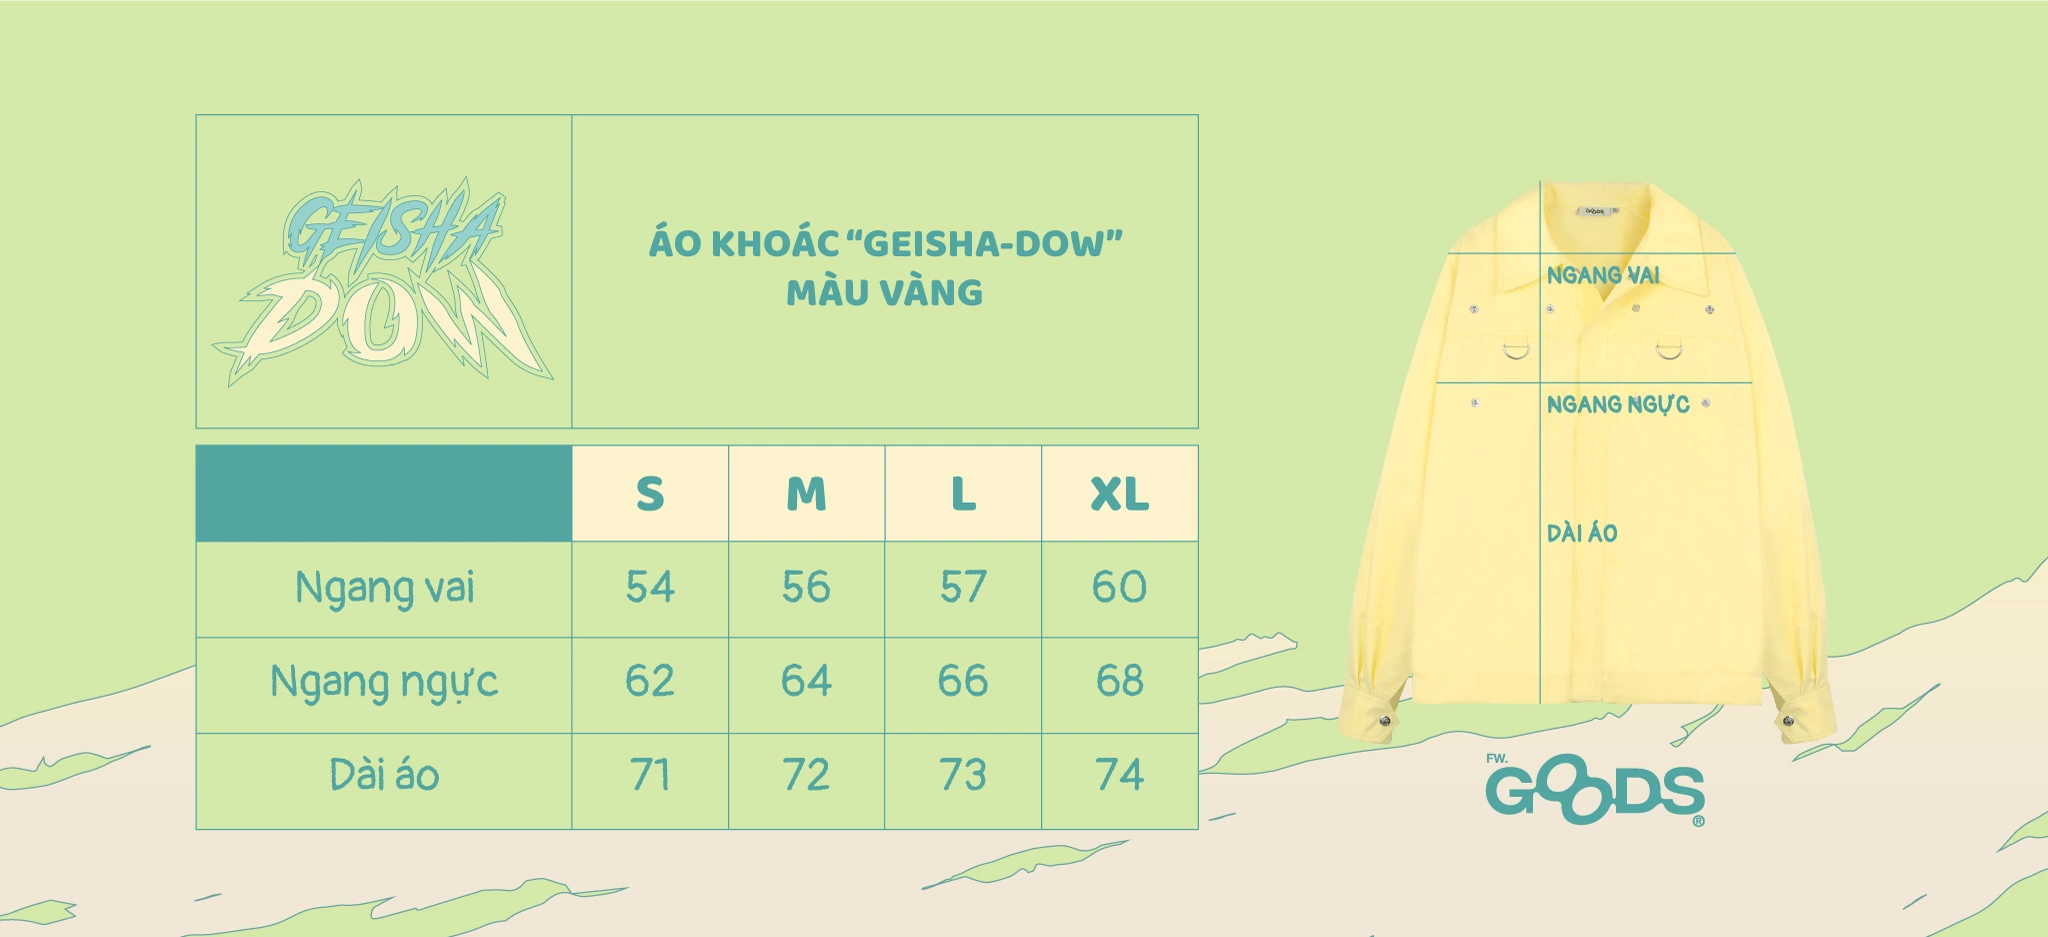 GEISHA
DOW
ÁO KHOÁC “GEISHA-DOW”
MÀU VÀNG
S M L XL
Ngang vai 54 56 57 60
Ngang ngực 62 64 66 68
Dài áo 71 72 73 74
GOODS
NGANG VAI
NGANG NGỰC
DÀI ÁO
FW.
GOODS®